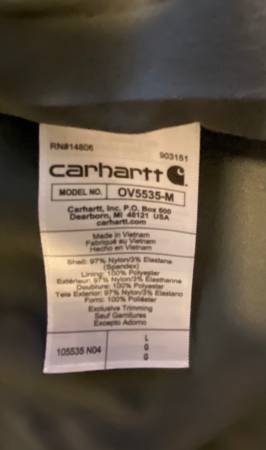 RN#14806 903151
carhartt
MODEL NO. OV5535-M
Carhartt, Inc. P.O. Box 600
Dearborn, MI 48121 USA
carhartt.com
Made in Vietnam
Fabriqué au Vietnam
Hecho en Vietnam
Shell: 97% Nylon/3% Elastane
(Spandex)
Lining: 100% Polyester
Extérieur: 97% Nylon/3% Elasthanne
Doublure: 100% Polyester
Tela Exterior: 97% Nylon/3% Elastano
Forro: 100% Poliéster
Exclusive Trimming
Sauf Garnitures
Excepto Adorno
L
105535 N04 G
G